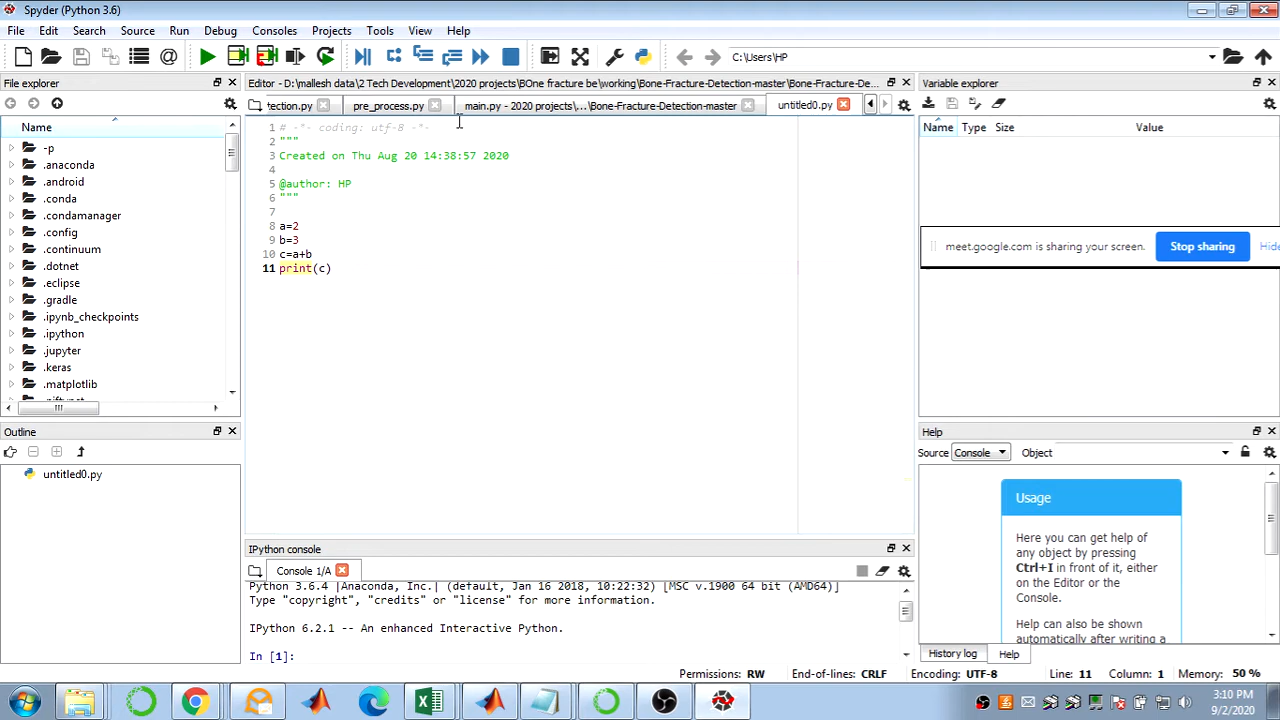 Spyder (Python 3.6)
File Edit Search Source Run Debug Consoles Projects Tools View Help
C:\Users\HP
File explorer
Name
-p
.anaconda
.android
.conda
.condamanager
.config
.continuum
.dotnet
.eclipse
.gradle
.ipynb_checkpoints
.ipython
.jupyter
.keras
.matplotlib
Outline
untitled0.py
Editor - D:\mallesh data\2 Tech Development\2020 projects\BOne fracture be\working\Bone-Fracture-Detection-master\Bone-Fracture-De...
tection.py pre_process.py main.py - 2020 projects\...\Bone-Fracture-Detection-master untitled0.py
1 # -*- coding: utf-8 -*-
2 """
3 Created on Thu Aug 20 14:38:57 2020
4
5 @author: HP
6 """
7
8 a=2
9 b=3
10 c=a+b
11 print(c)
IPython console
Console 1/A
Python 3.6.4 |Anaconda, Inc.| (default, Jan 16 2018, 10:22:32) [MSC v.1900 64 bit (AMD64)]
Type "copyright", "credits" or "license" for more information.
IPython 6.2.1 -- An enhanced Interactive Python.
In [1]:
Variable explorer
Name Type Size Value
meet.google.com is sharing your screen. Stop sharing Hide
Help
Source Console Object
Usage
Here you can get help of
any object by pressing
Ctrl+I in front of it, either
on the Editor or the
Console.
Help can also be shown
automatically after writing a
History log Help
Permissions: RW End-of-lines: CRLF Encoding: UTF-8 Line: 11 Column: 1 Memory: 50 %
3:10 PM
9/2/2020